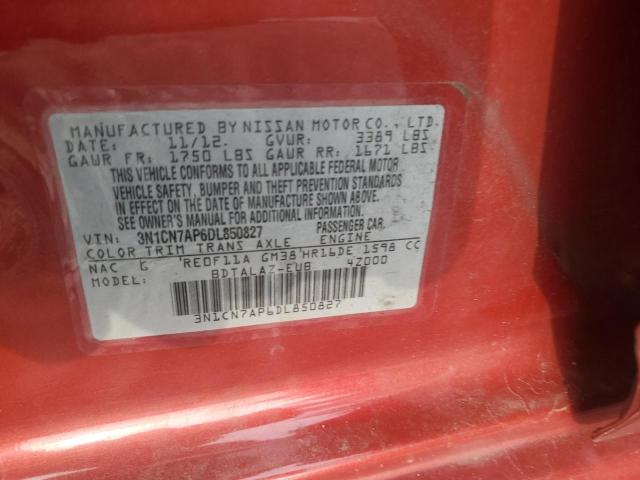 MANUFACTURED BY NISSAN MOTOR CO., LTD.
DATE: 11/12. GVWR: 3389 LBS
GAWR FR: 1750 LBS GAWR RR: 1671 LBS
THIS VEHICLE CONFORMS TO ALL APPLICABLE FEDERAL MOTOR
VEHICLE SAFETY, BUMPER AND THEFT PREVENTION STANDARDS
IN EFFECT ON THE DATE OF MANUFACTURE SHOWN ABOVE.
SEE OWNER'S MANUAL FOR ADDITIONAL INFORMATION.
VIN: 3N1CN7AP6DL850827 PASSENGER CAR.
COLOR TRIM TRANS AXLE ENGINE
NAC G RE0F11A GM38 HR16DE 1598 CC
MODEL: BDTALAZ-EUB 4Z000
3N1CN7AP6DL850827